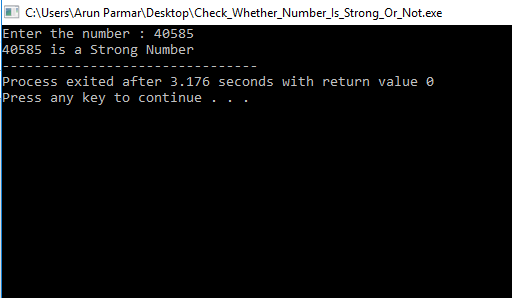 C:\Users\Arun Parmar\Desktop\Check_Whether_Number_Is_Strong_Or_Not.exe
Enter the number : 40585
40585 is a Strong Number
--------------------------------
Process exited after 3.176 seconds with return value 0
Press any key to continue . . .